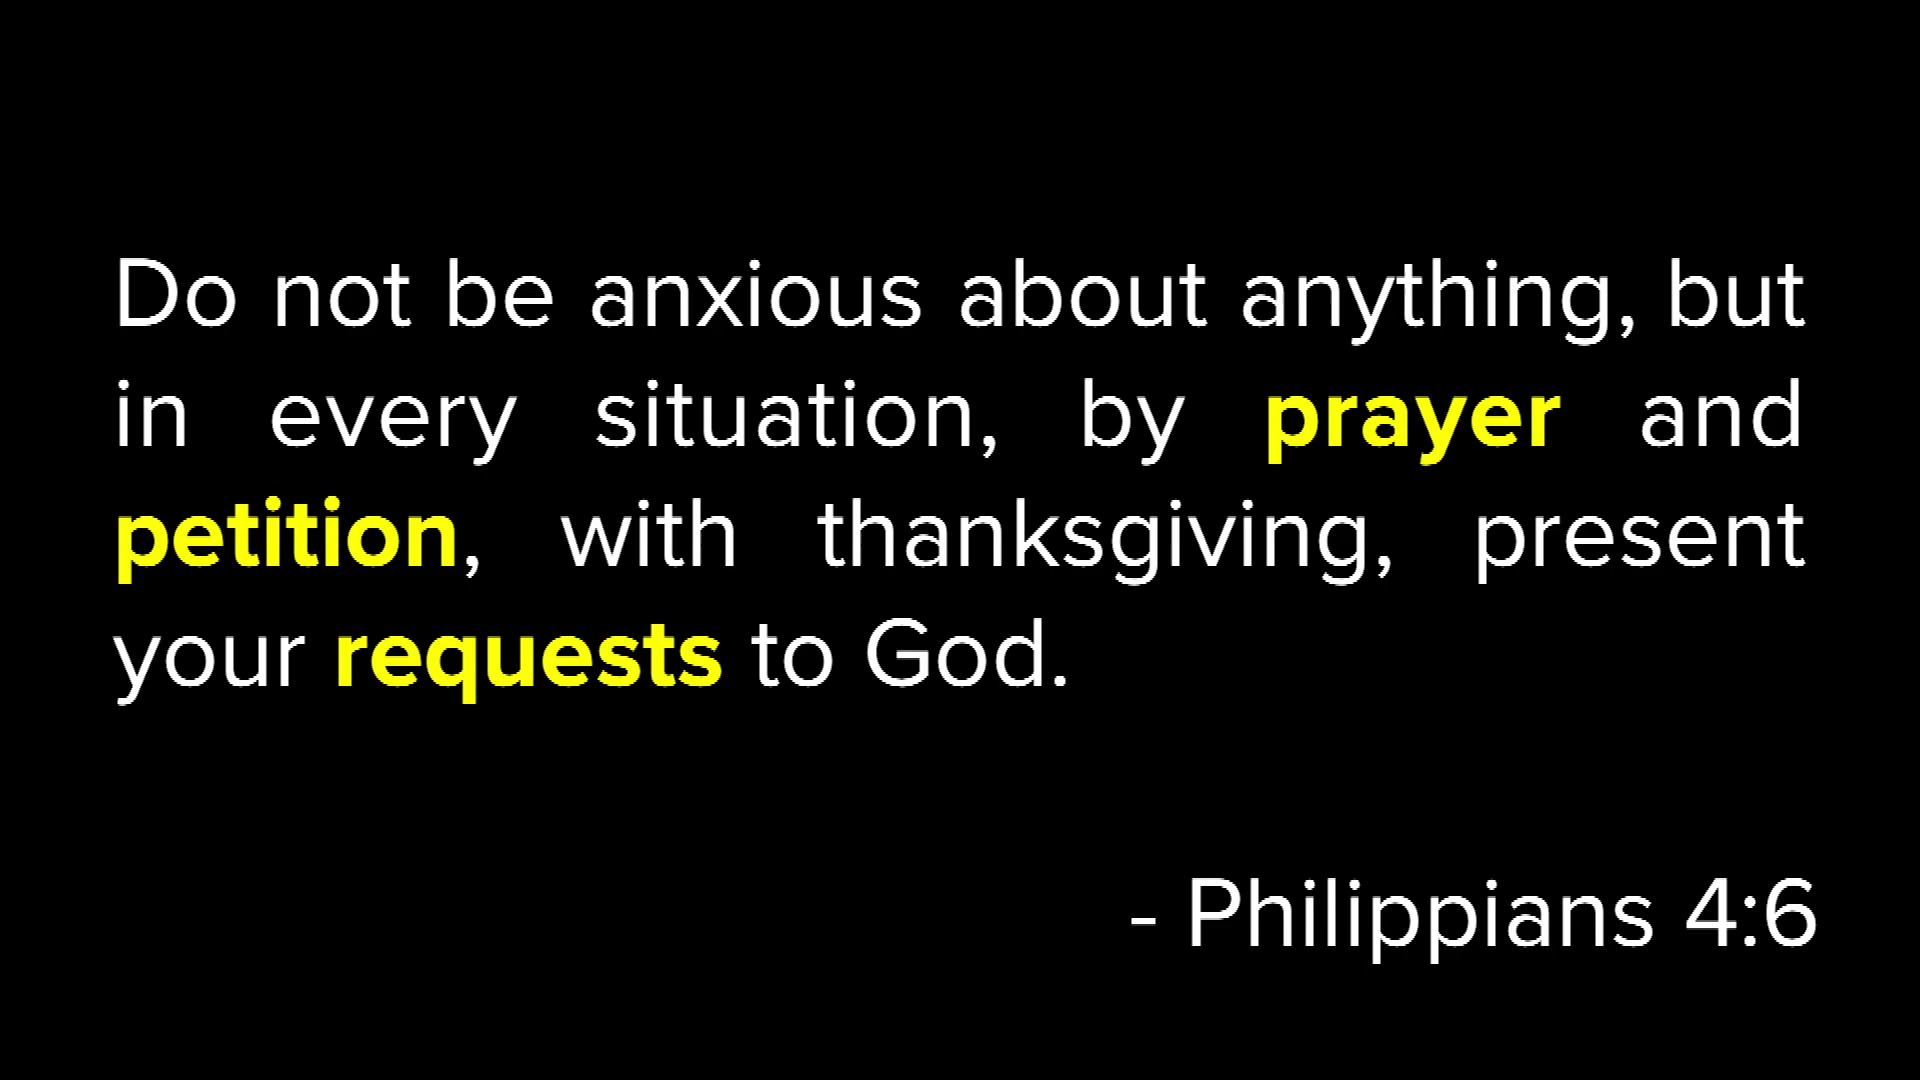 Do not be anxious about anything, but
in every situation, by prayer and
petition, with thanksgiving, present
your requests to God.
- Philippians 4:6